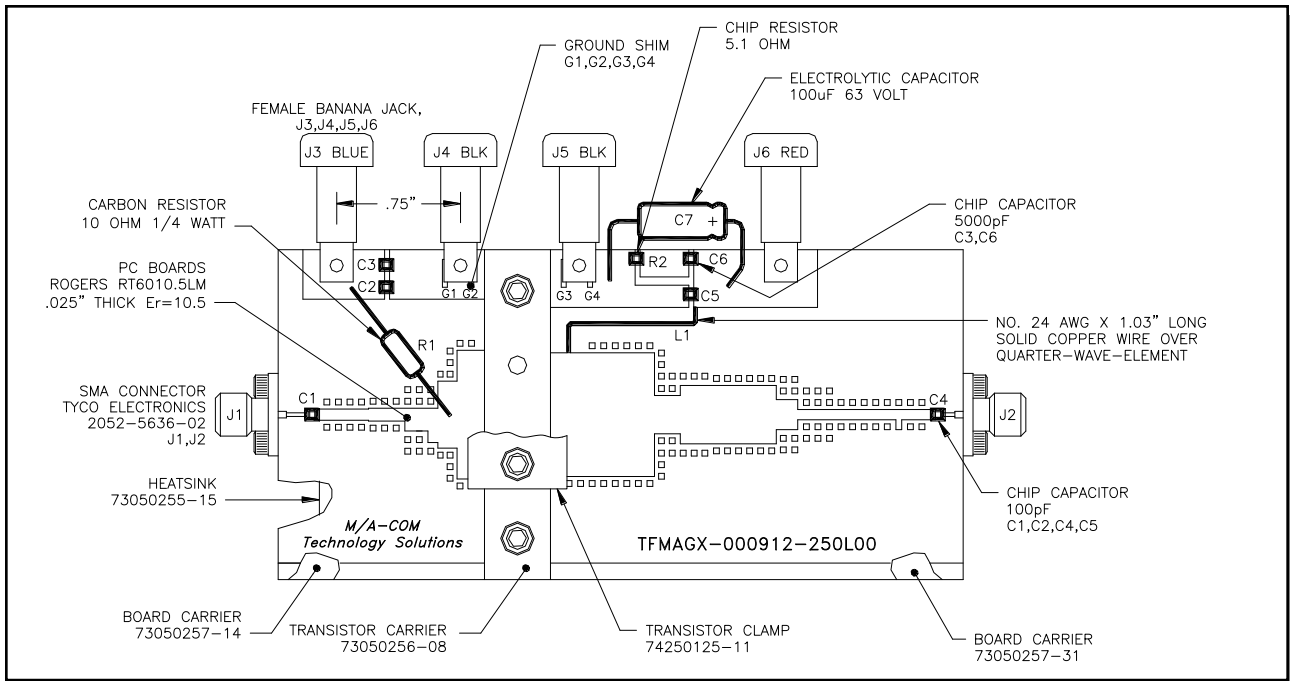 CHIP RESISTOR
5.1 OHM
GROUND SHIM
G1,G2,G3,G4
ELECTROLYTIC CAPACITOR
100uF 63 VOLT
FEMALE BANANA JACK,
J3,J4,J5,J6
J3 BLUE
J4 BLK
J5 BLK
J6 RED
CARBON RESISTOR
10 OHM 1/4 WATT
.75"
C7 +
CHIP CAPACITOR
5000pF
C3,C6
PC BOARDS
ROGERS RT6010.5LM
.025" THICK Er=10.5
C3
R2
C6
C2
G1 G2
G3 G4
C5
R1
L1
NO. 24 AWG X 1.03" LONG
SOLID COPPER WIRE OVER
QUARTER-WAVE-ELEMENT
SMA CONNECTOR
TYCO ELECTRONICS
2052-5636-02
J1,J2
J1
C1
C4
J2
HEATSINK
73050255-15
CHIP CAPACITOR
100pF
C1,C2,C4,C5
M/A-COM
Technology Solutions
TFMAGX-000912-250L00
BOARD CARRIER
73050257-14
TRANSISTOR CARRIER
73050256-08
TRANSISTOR CLAMP
74250125-11
BOARD CARRIER
73050257-31